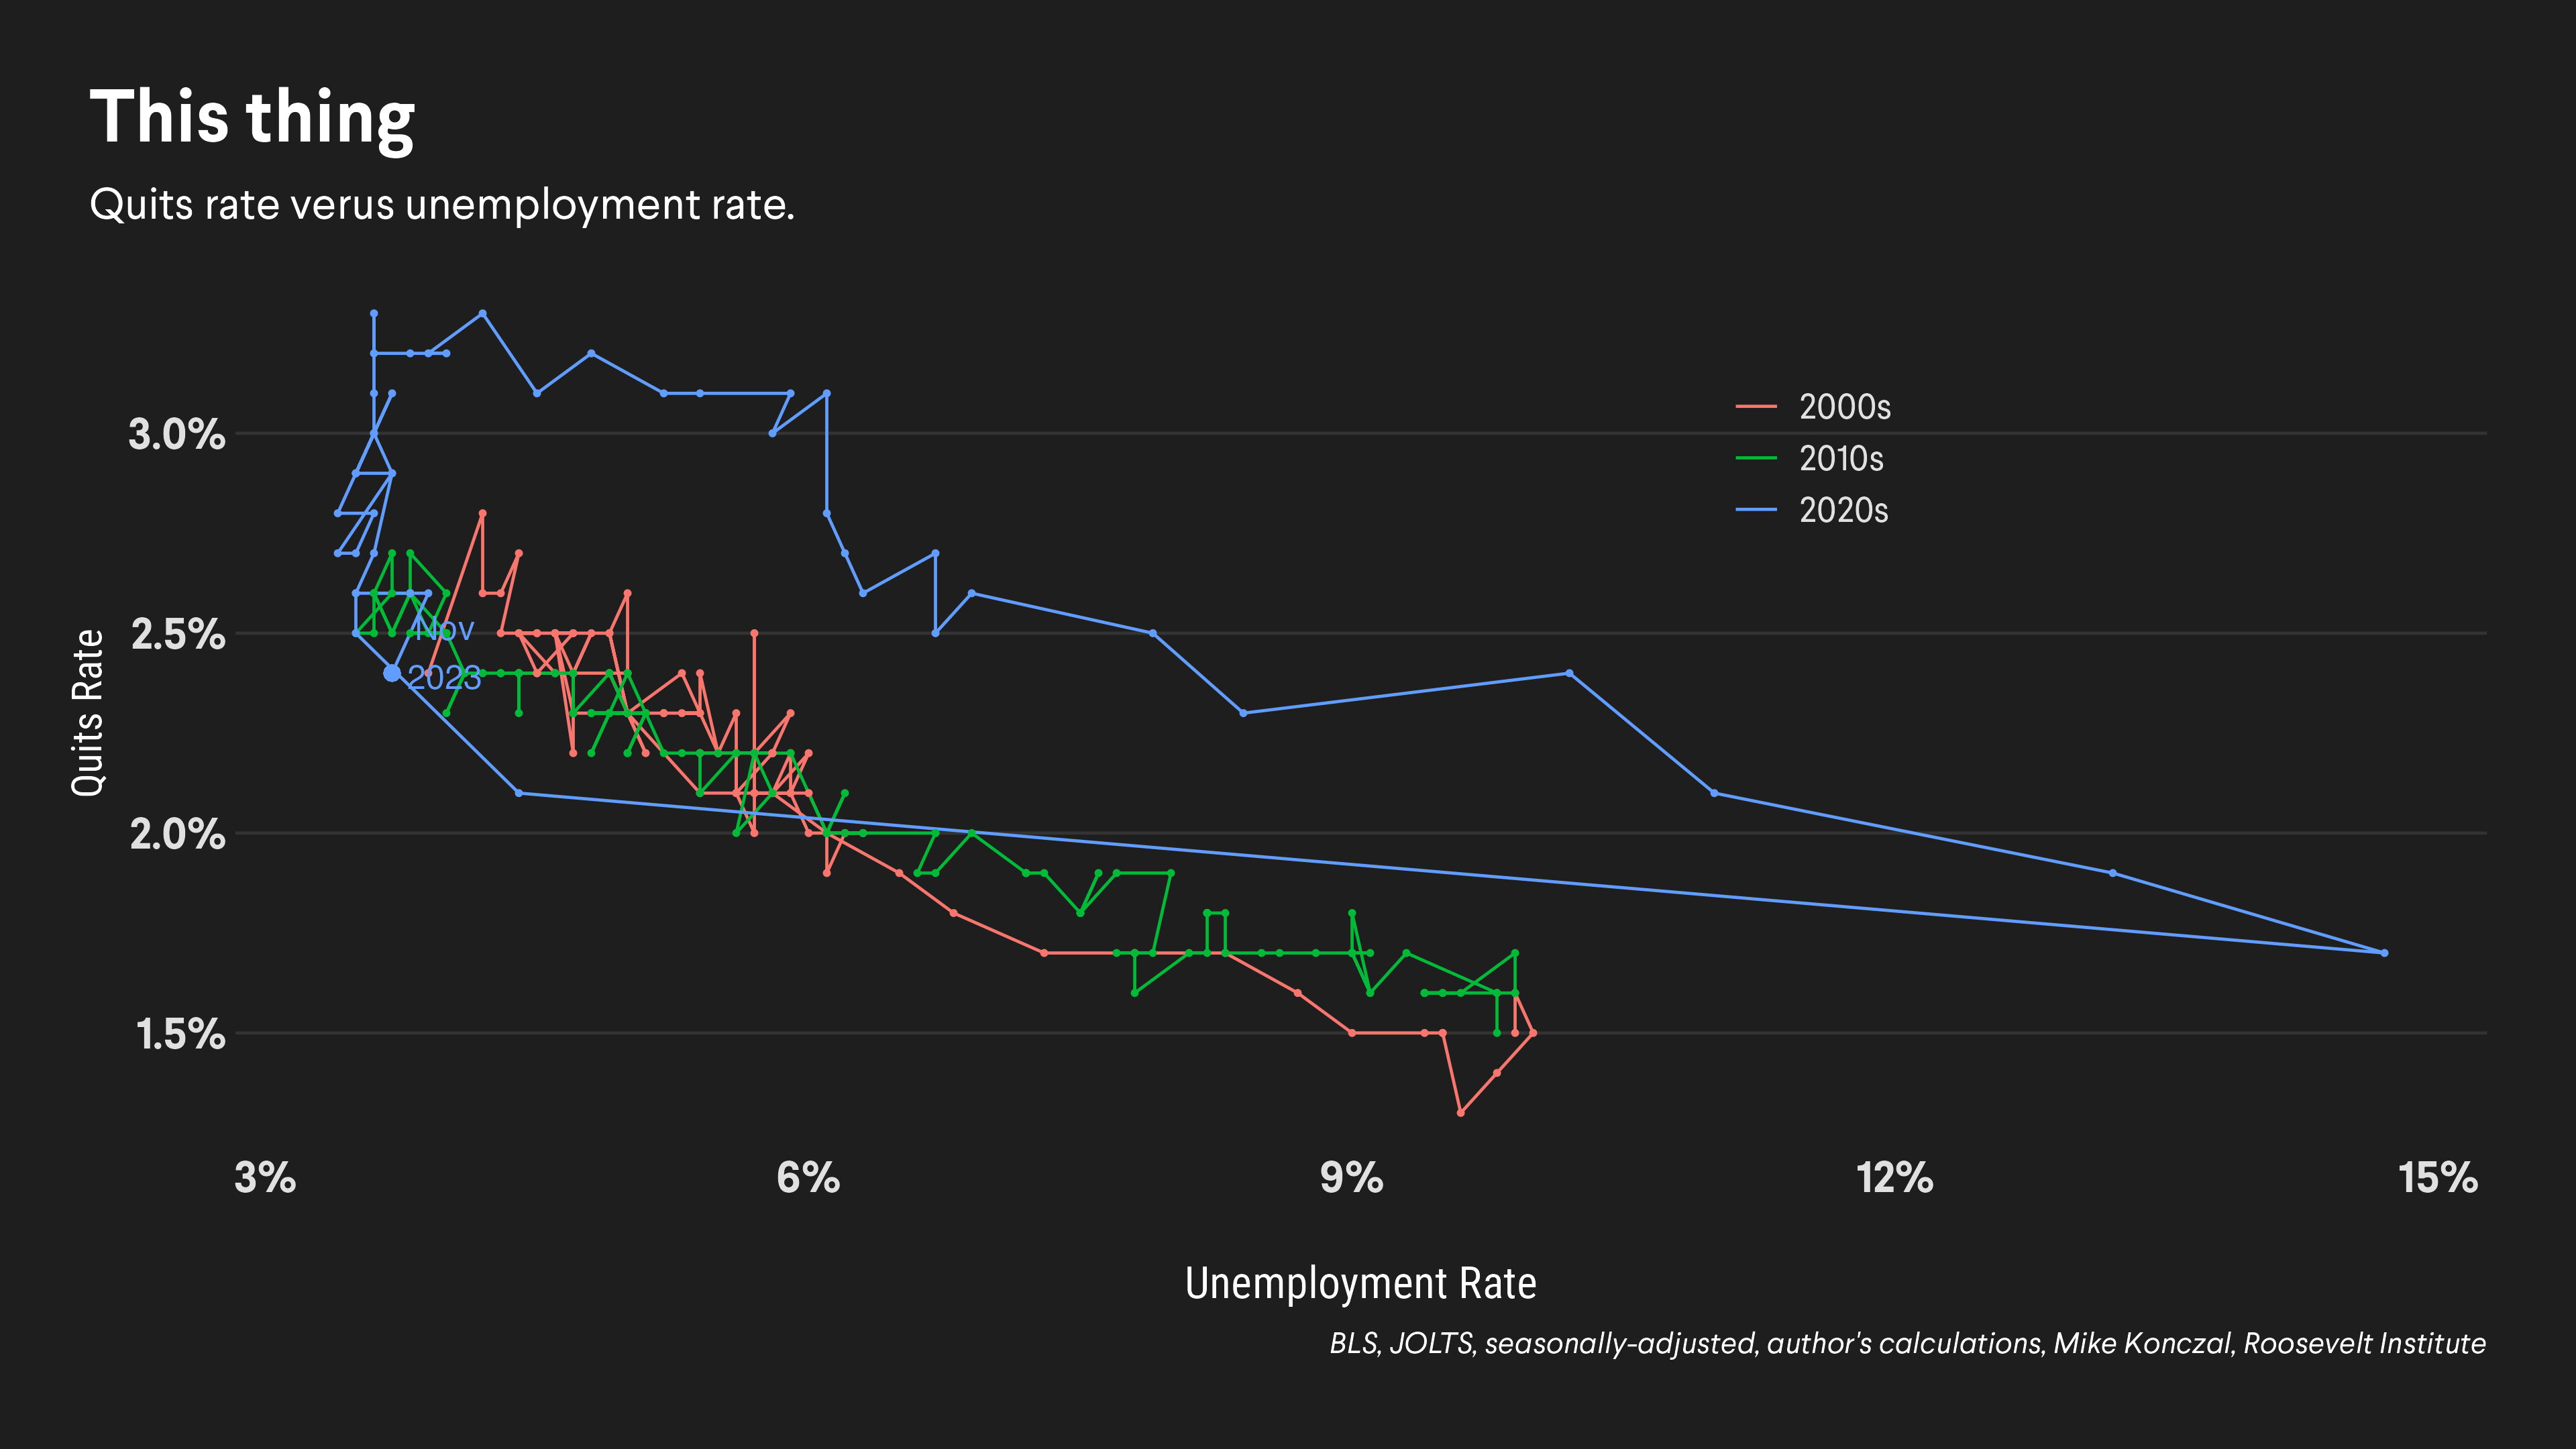 This thing
Quits rate verus unemployment rate.
2000s
2010s
2020s
3.0%
2.5%
2.0%
1.5%
Quits Rate
Nov
2023
3%
6%
9%
12%
15%
Unemployment Rate
BLS, JOLTS, seasonally-adjusted, author's calculations, Mike Konczal, Roosevelt Institute